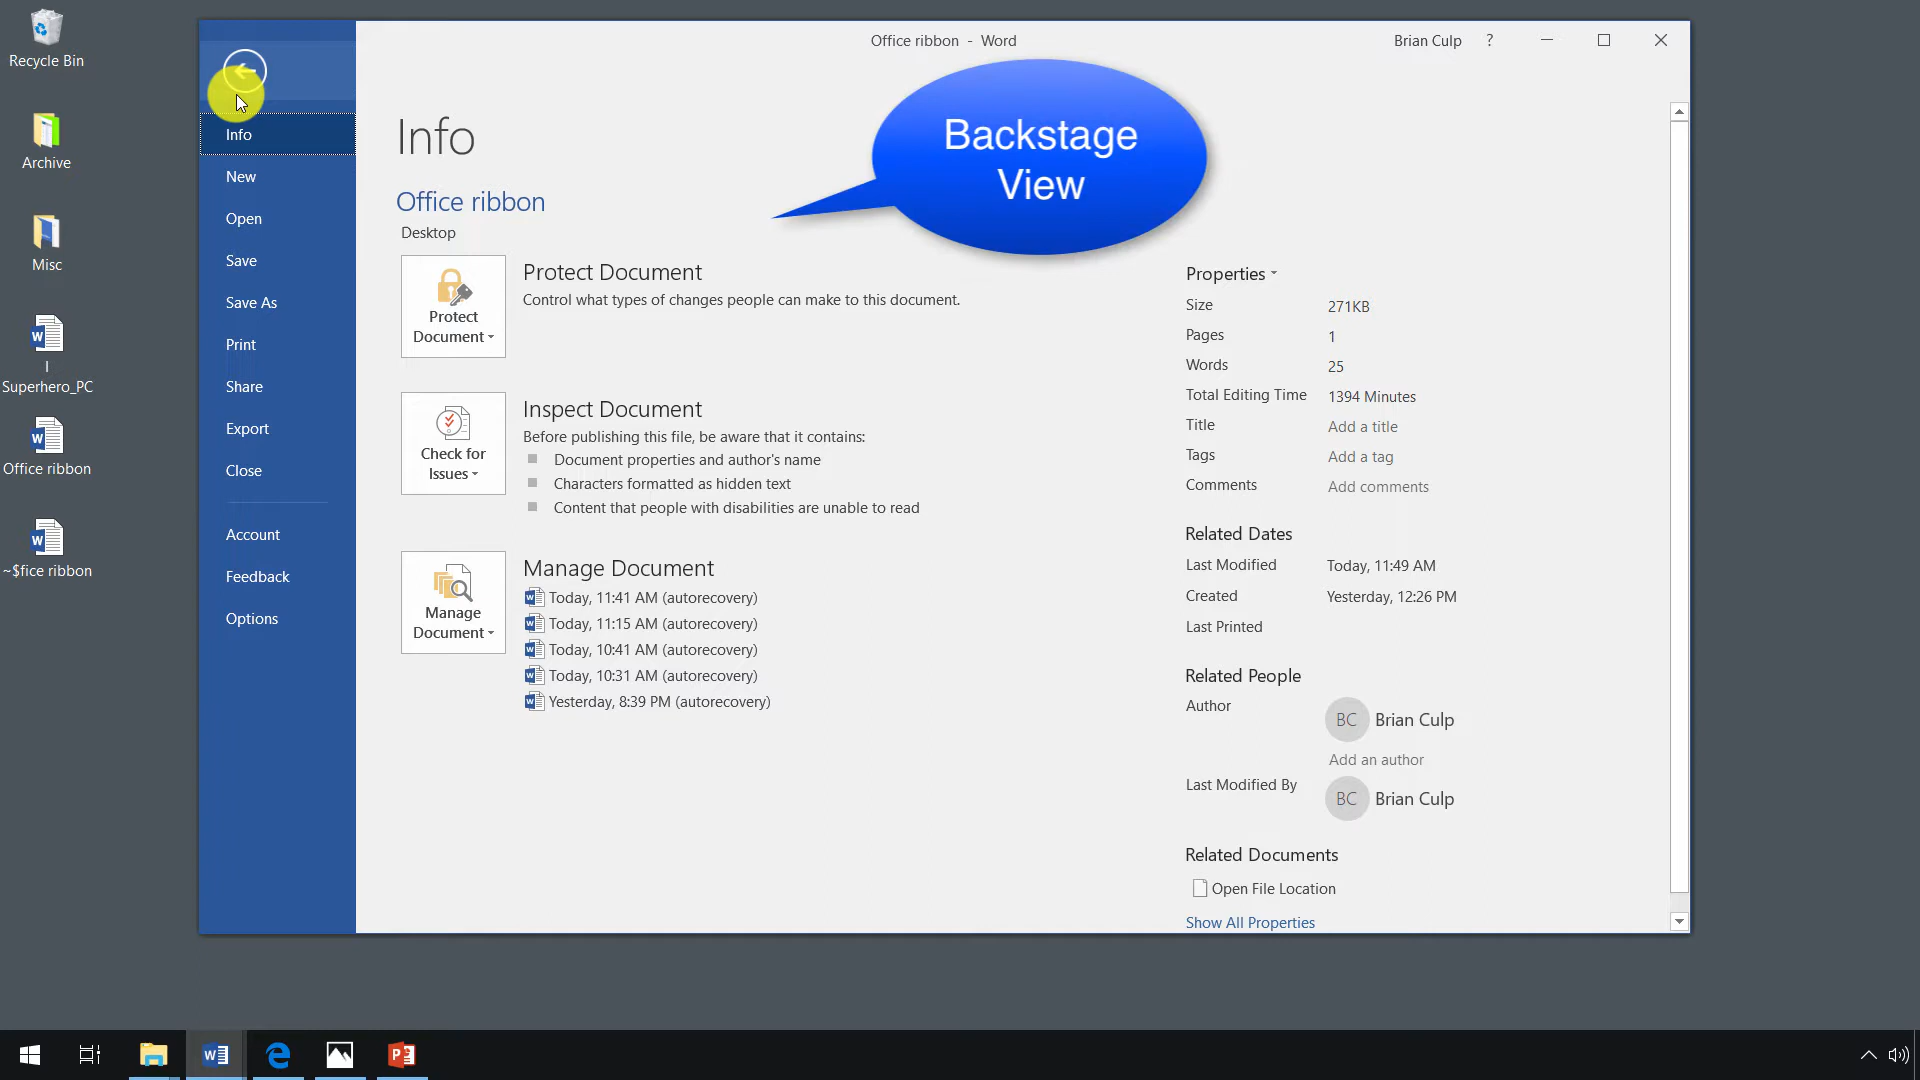 Recycle Bin
Archive
Misc
I
Superhero_PC
Office ribbon
~$fice ribbon
Office ribbon - Word
Brian Culp
?
Info
New
Open
Save
Save As
Print
Share
Export
Close
Account
Feedback
Options
Info
Backstage
View
Office ribbon
Desktop
Protect
Document
Protect Document
Control what types of changes people can make to this document.
Check for
Issues
Inspect Document
Before publishing this file, be aware that it contains:
Document properties and author's name
Characters formatted as hidden text
Content that people with disabilities are unable to read
Manage
Document
Manage Document
Today, 11:41 AM (autorecovery)
Today, 11:15 AM (autorecovery)
Today, 10:41 AM (autorecovery)
Today, 10:31 AM (autorecovery)
Yesterday, 8:39 PM (autorecovery)
Properties
Size 271KB
Pages 1
Words 25
Total Editing Time 1394 Minutes
Title Add a title
Tags Add a tag
Comments Add comments
Related Dates
Last Modified Today, 11:49 AM
Created Yesterday, 12:26 PM
Last Printed
Related People
Author BC Brian Culp
Add an author
Last Modified By BC Brian Culp
Related Documents
Open File Location
Show All Properties